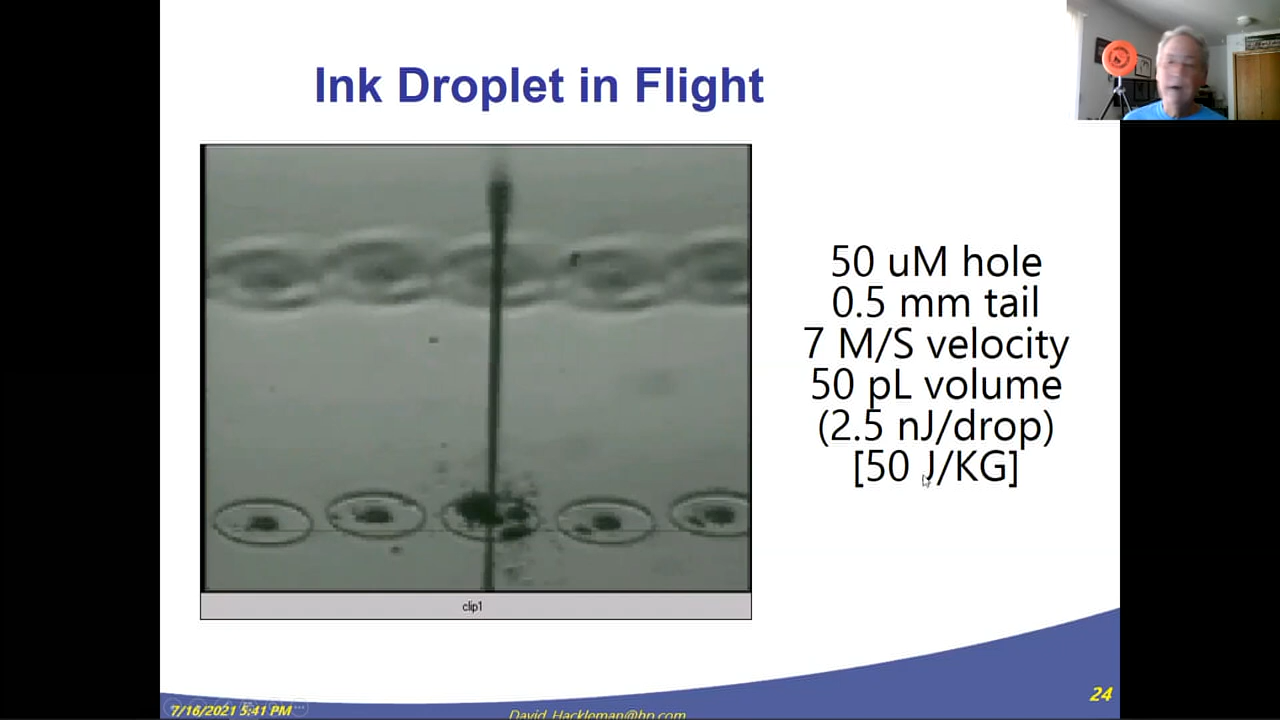 Ink Droplet in Flight
50 uM hole
0.5 mm tail
7 M/S velocity
50 pL volume
(2.5 nJ/drop)
[50 J/KG]
clip1
24
7/16/2021 5:41 PM
David_Hackleman@hp.com